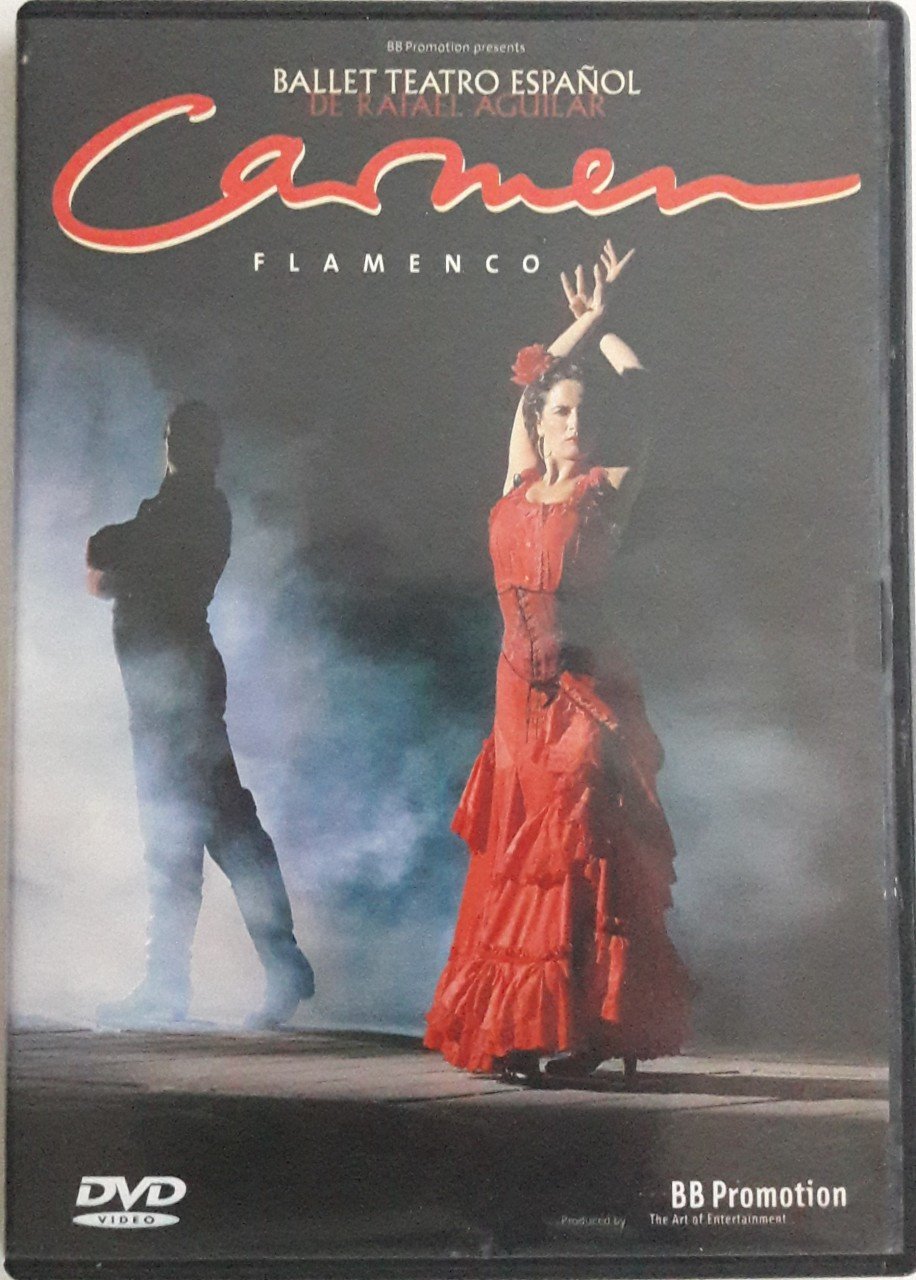 BB Promotion presents
BALLET TEATRO ESPAÑOL
DE RAFAEL AGUILAR
Carmen
FLAMENCO
DVD
VIDEO
BB Promotion
Produced by The Art of Entertainment